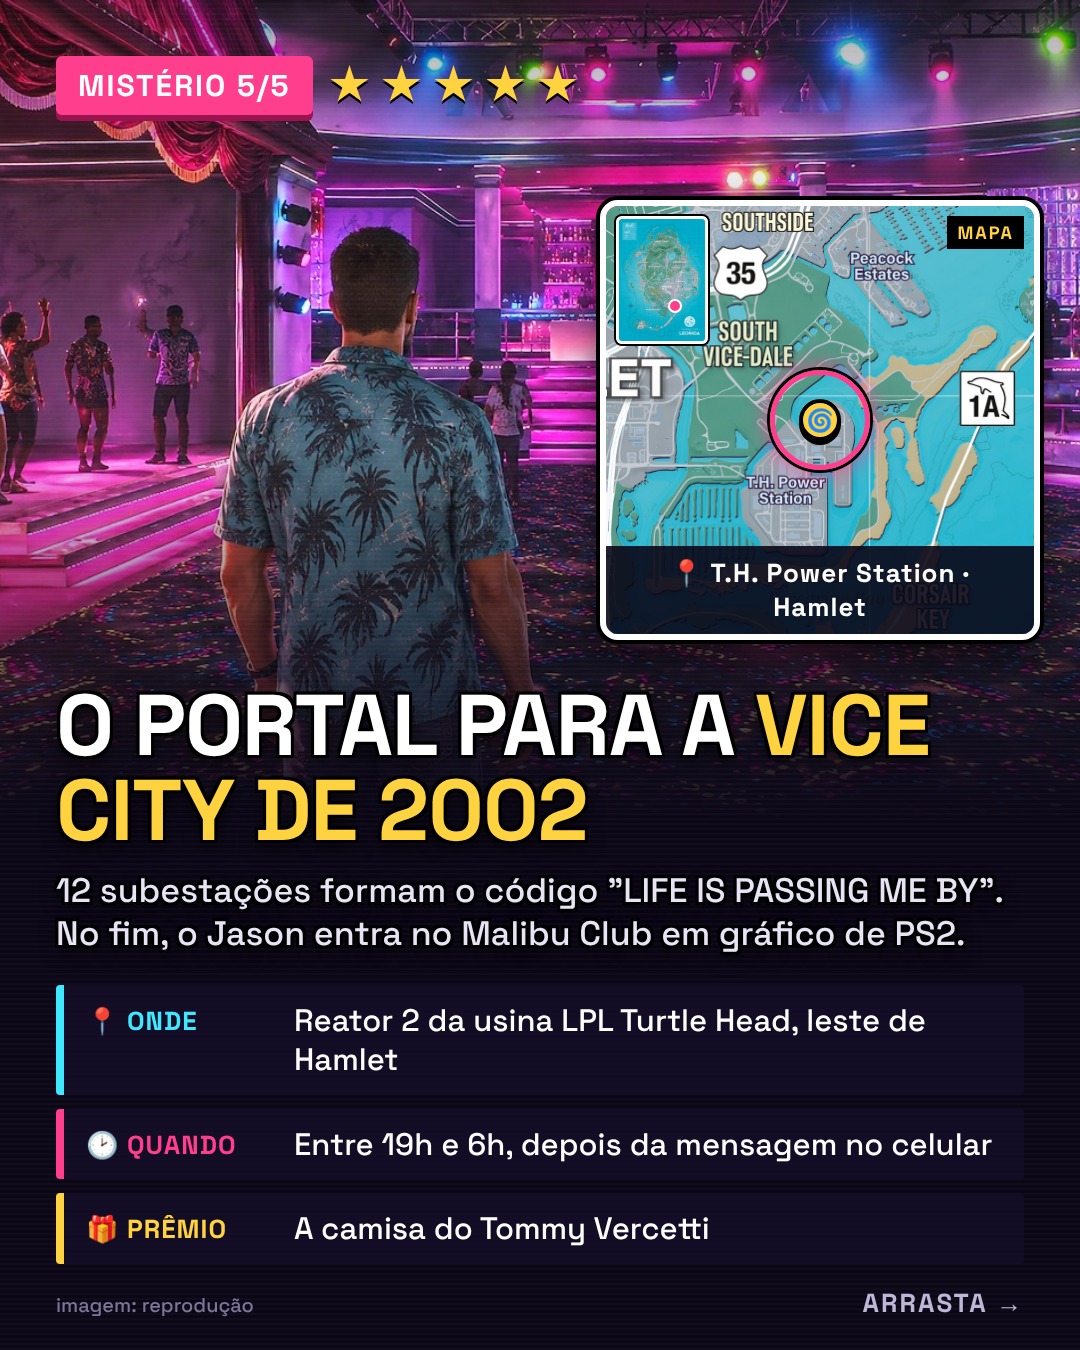 MISTÉRIO 5/5 ★★★★★
SOUTHSIDE
MAPA
35
Peacock
Estates
SOUTH
VICE-DALE
ET
1A
T.H. Power
Station
LEONIDA
📍 T.H. Power Station ·
Hamlet
CORSAIR
KEY
O PORTAL PARA A VICE
CITY DE 2002
12 subestações formam o código "LIFE IS PASSING ME BY".
No fim, o Jason entra no Malibu Club em gráfico de PS2.
📍 ONDE
Reator 2 da usina LPL Turtle Head, leste de
Hamlet
🕑 QUANDO
Entre 19h e 6h, depois da mensagem no celular
🎁 PRÊMIO
A camisa do Tommy Vercetti
imagem: reprodução
ARRASTA →